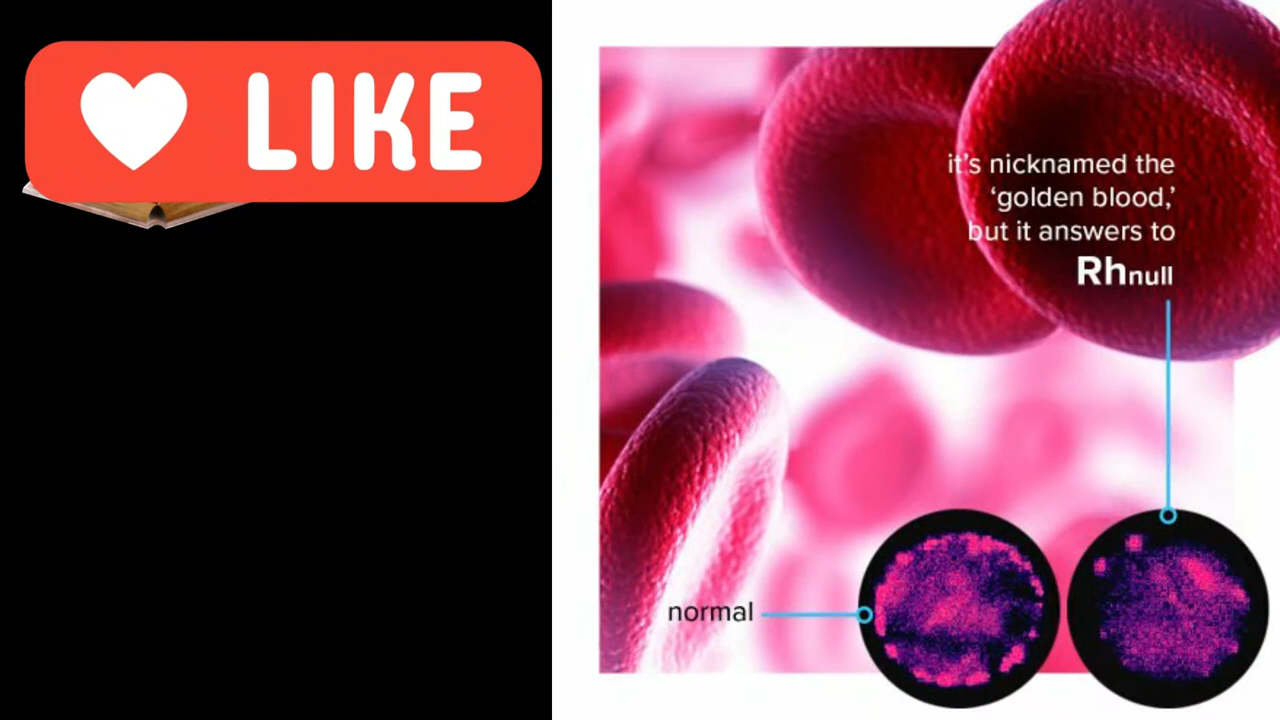 LIKE
it's nicknamed the
‘golden blood,’
but it answers to
Rhnull
normal